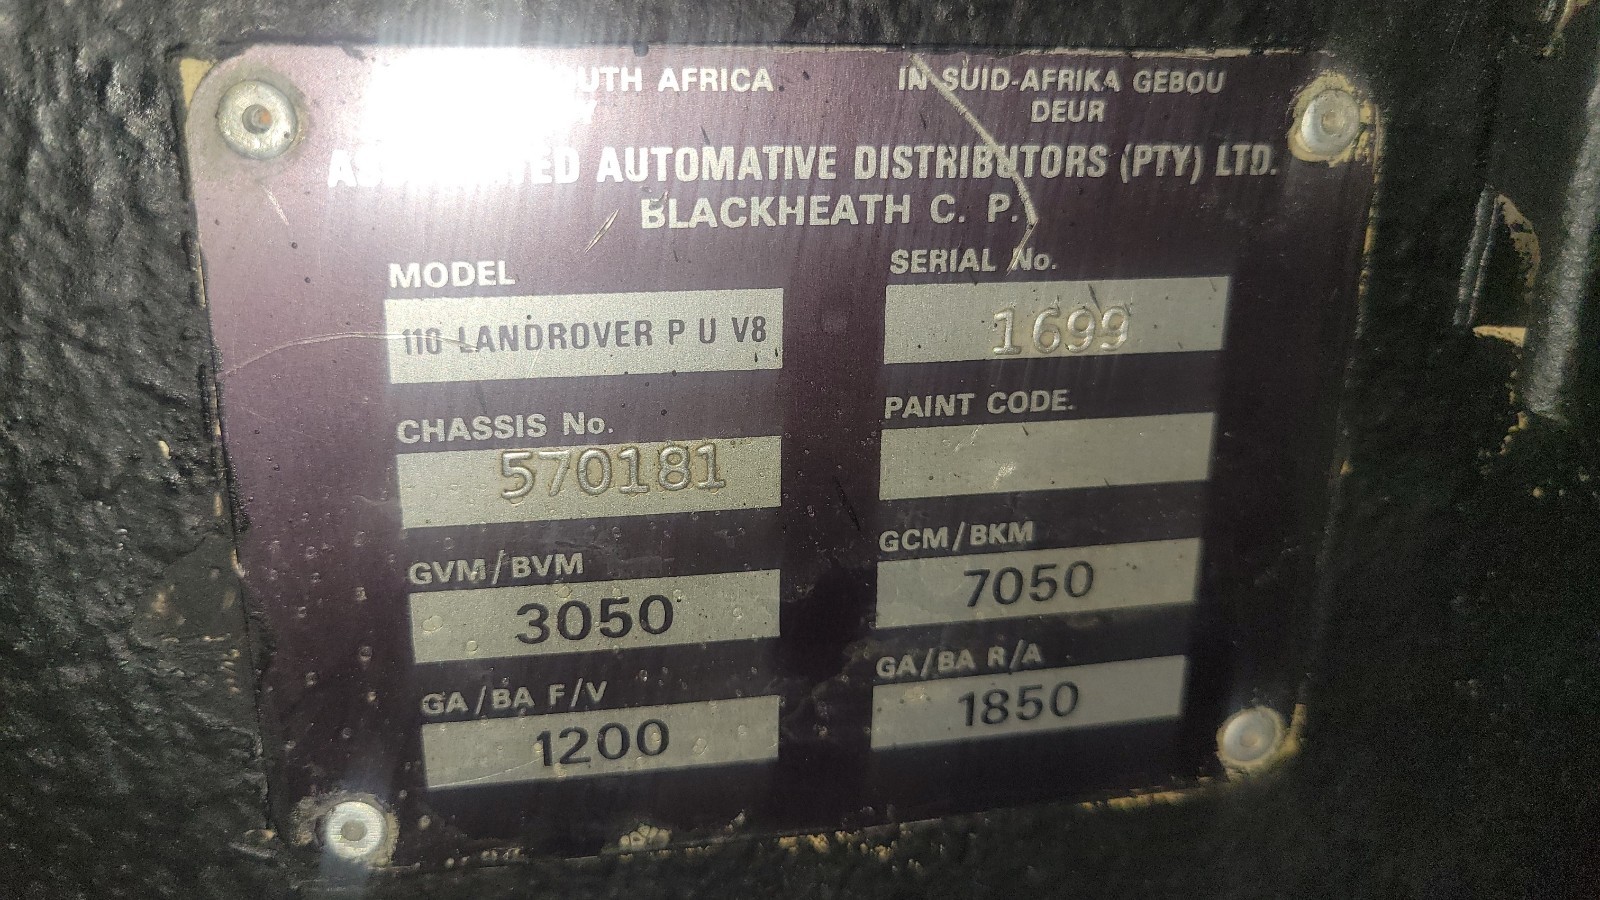 UTH AFRICA
IN SUID-AFRIKA GEBOU
DEUR
AUTOMATIVE DISTRIBUTORS (PTY) LTD.
BLACKHEATH C. P.
MODEL
110 LANDROVER P U V8
SERIAL No.
1699
CHASSIS No.
570181
PAINT CODE.
GVM/BVM
3050
GCM/BKM
7050
GA/BA F/V
1200
GA/BA R/A
1850